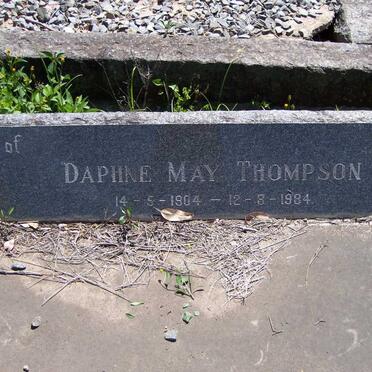 of
DAPHNE MAY THOMPSON
14-5-1904 - 12-8-1984.